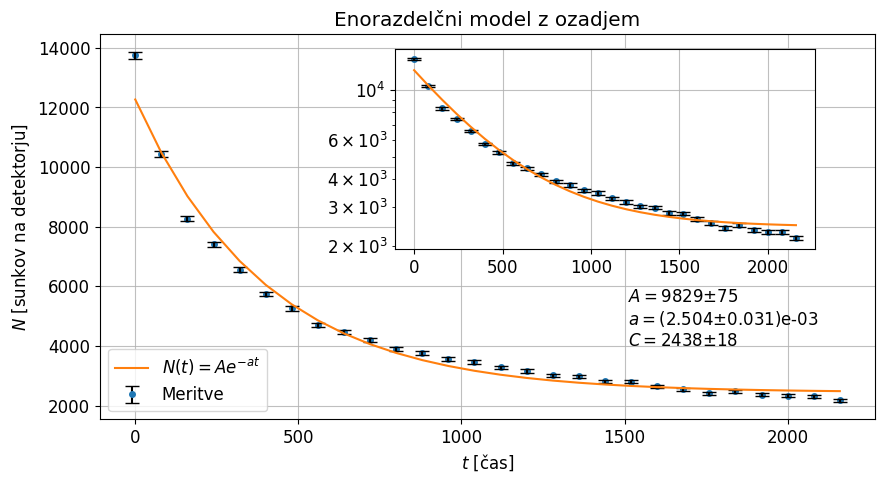 Enorazdelčni model z ozadjem
N [sunkov na detektorju]
14000
12000
10000
8000
6000
4000
2000
10⁴
6 × 10³
4 × 10³
3 × 10³
2 × 10³
0 500 1000 1500 2000
A = 9829±75
a = (2.504±0.031)e-03
C = 2438±18
N(t) = Ae⁻ᵃᵗ
Meritve
0 500 1000 1500 2000
t [čas]